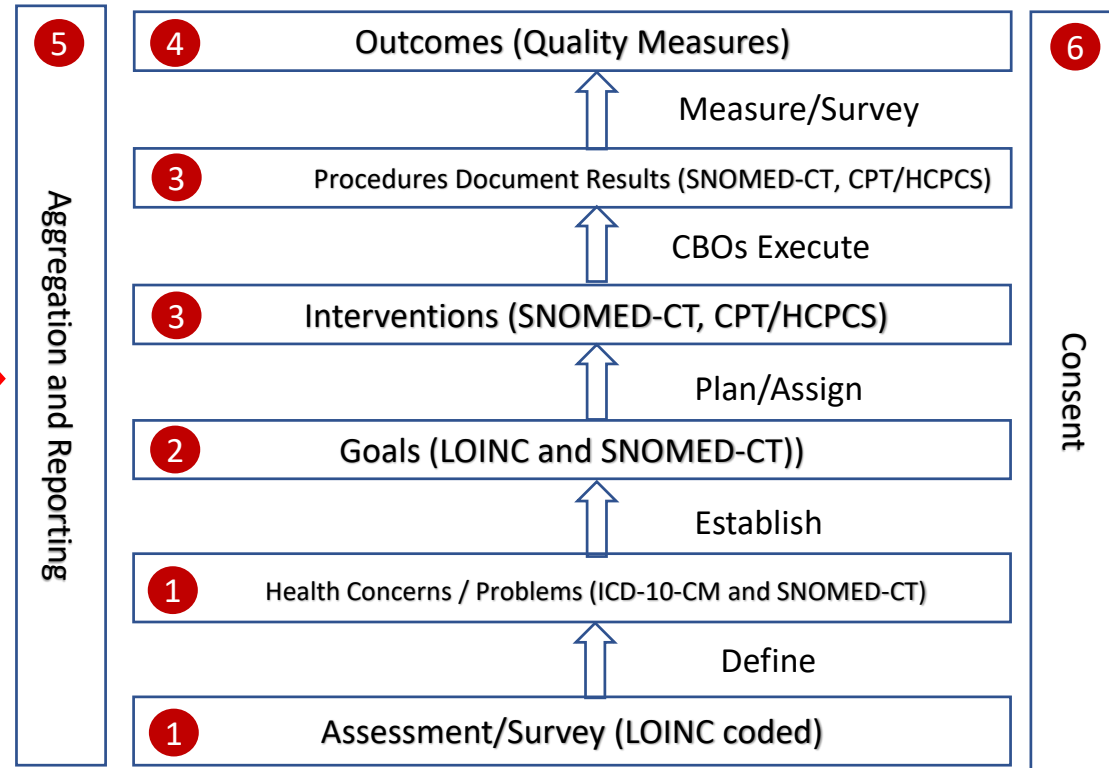 5
Aggregation and Reporting
4
Outcomes (Quality Measures)
Measure/Survey
3
Procedures Document Results (SNOMED-CT, CPT/HCPCS)
CBOs Execute
3
Interventions (SNOMED-CT, CPT/HCPCS)
Plan/Assign
2
Goals (LOINC and SNOMED-CT))
Establish
1
Health Concerns / Problems (ICD-10-CM and SNOMED-CT)
Define
1
Assessment/Survey (LOINC coded)
6
Consent